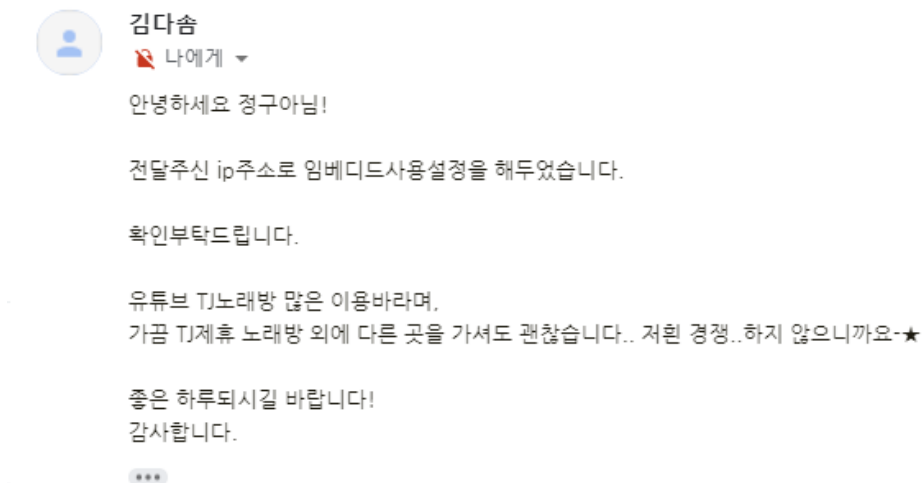 김다솜
나에게
안녕하세요 정구아님!
전달주신 ip주소로 임베디드사용설정을 해두었습니다.
확인부탁드립니다.
유튜브 TJ노래방 많은 이용바라며,
가끔 TJ제휴 노래방 외에 다른 곳을 가셔도 괜찮습니다.. 저흰 경쟁..하지 않으니까요-★
좋은 하루되시길 바랍니다!
감사합니다.